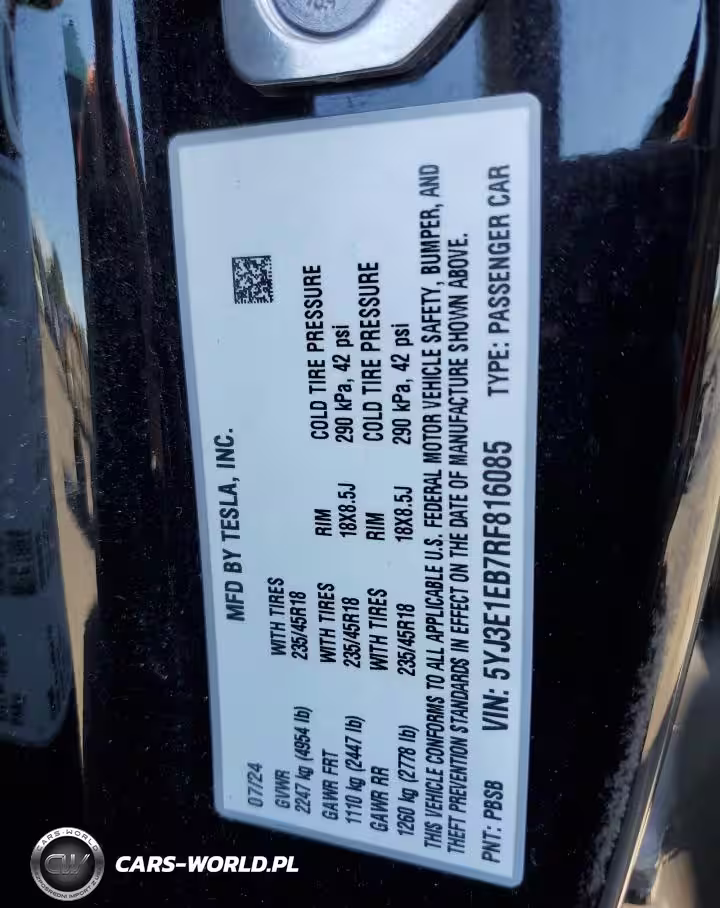 MFD BY TESLA, INC.
07/24
GVWR
2247 kg (4954 lb)
WITH TIRES
235/45R18
GAWR FRT
1110 kg (2447 lb)
WITH TIRES
235/45R18
RIM
18X8.5J
COLD TIRE PRESSURE
290 kPa, 42 psi
GAWR RR
1260 kg (2778 lb)
WITH TIRES
235/45R18
RIM
18X8.5J
COLD TIRE PRESSURE
290 kPa, 42 psi
THIS VEHICLE CONFORMS TO ALL APPLICABLE U.S. FEDERAL MOTOR VEHICLE SAFETY, BUMPER, AND
THEFT PREVENTION STANDARDS IN EFFECT ON THE DATE OF MANUFACTURE SHOWN ABOVE.
PNT: PBSB VIN: 5YJ3E1EB7RF816085 TYPE: PASSENGER CAR
CARS-WORLD
CW
CARS-WORLD.PL